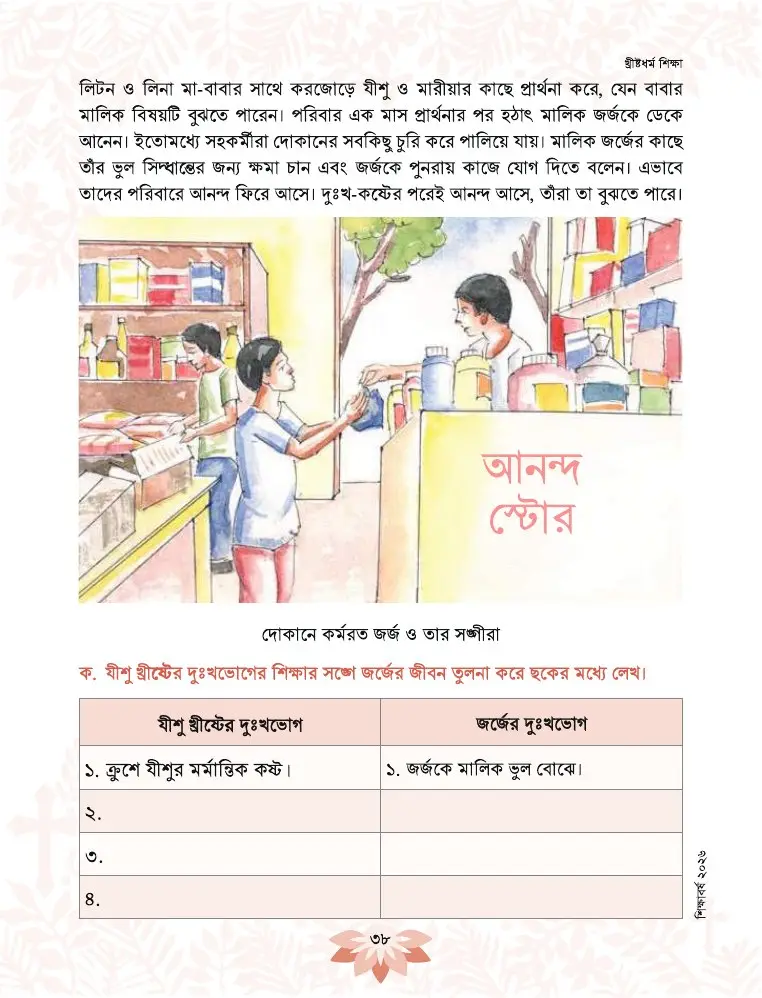 খ্রীষ্টধর্ম শিক্ষা
লিটন ও লিনা মা-বাবার সাথে করজোড়ে যীশু ও মারীয়ার কাছে প্রার্থনা করে, যেন বাবার
মালিক বিষয়টি বুঝতে পারেন। পরিবার এক মাস প্রার্থনার পর হঠাৎ মালিক জর্জকে ডেকে
আনেন। ইতোমধ্যে সহকর্মীরা দোকানের সবকিছু চুরি করে পালিয়ে যায়। মালিক জর্জের কাছে
তাঁর ভুল সিদ্ধান্তের জন্য ক্ষমা চান এবং জর্জকে পুনরায় কাজে যোগ দিতে বলেন। এভাবে
তাদের পরিবারে আনন্দ ফিরে আসে। দুঃখ-কষ্টের পরেই আনন্দ আসে, তাঁরা তা বুঝতে পারে।
আনন্দ
স্টোর
দোকানে কর্মরত জর্জ ও তার সঙ্গীরা
ক. যীশু খ্রীষ্টের দুঃখভোগের শিক্ষার সঙ্গে জর্জের জীবন তুলনা করে ছকের মধ্যে লেখ।
যীশু খ্রীষ্টের দুঃখভোগ জর্জের দুঃখভোগ
১. ক্রুশে যীশুর মর্মান্তিক কষ্ট। ১. জর্জকে মালিক ভুল বোঝে।
২.
৩.
৪.
শিক্ষাবর্ষ ২০২৬
৩৮